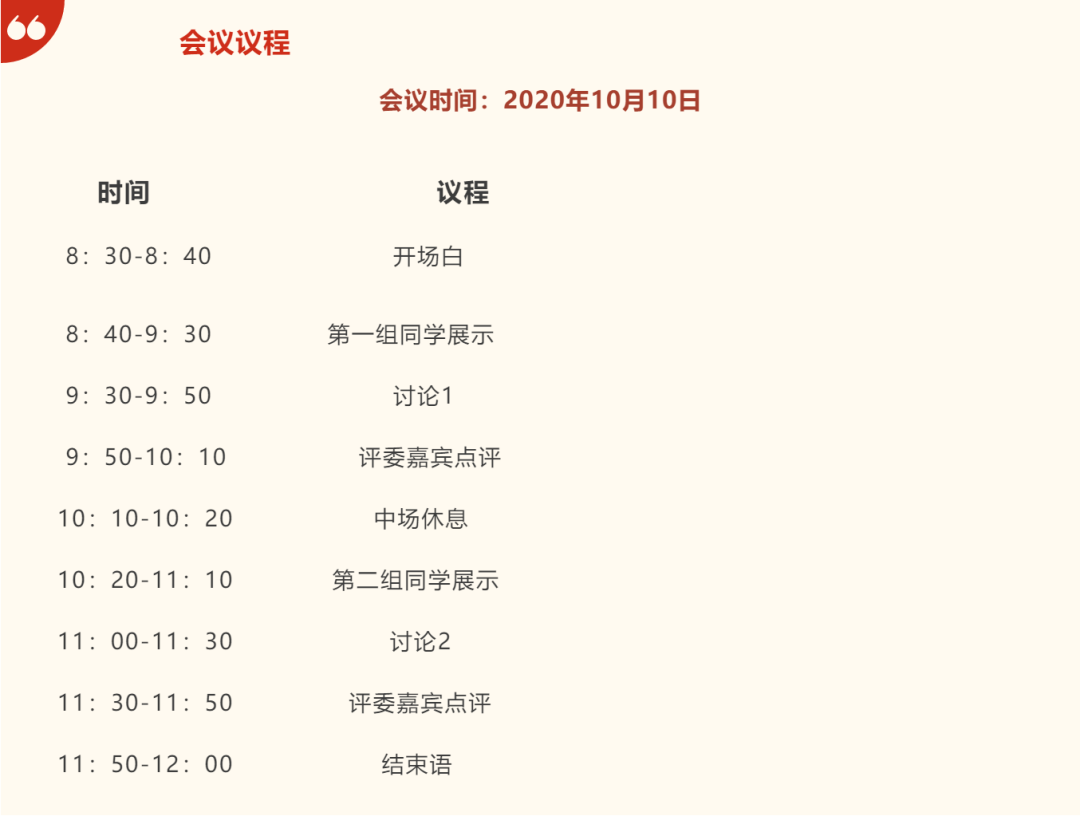 会议议程
会议时间：2020年10月10日
时间 议程
8：30-8：40 开场白
8：40-9：30 第一组同学展示
9：30-9：50 讨论1
9：50-10：10 评委嘉宾点评
10：10-10：20 中场休息
10：20-11：10 第二组同学展示
11：00-11：30 讨论2
11：30-11：50 评委嘉宾点评
11：50-12：00 结束语